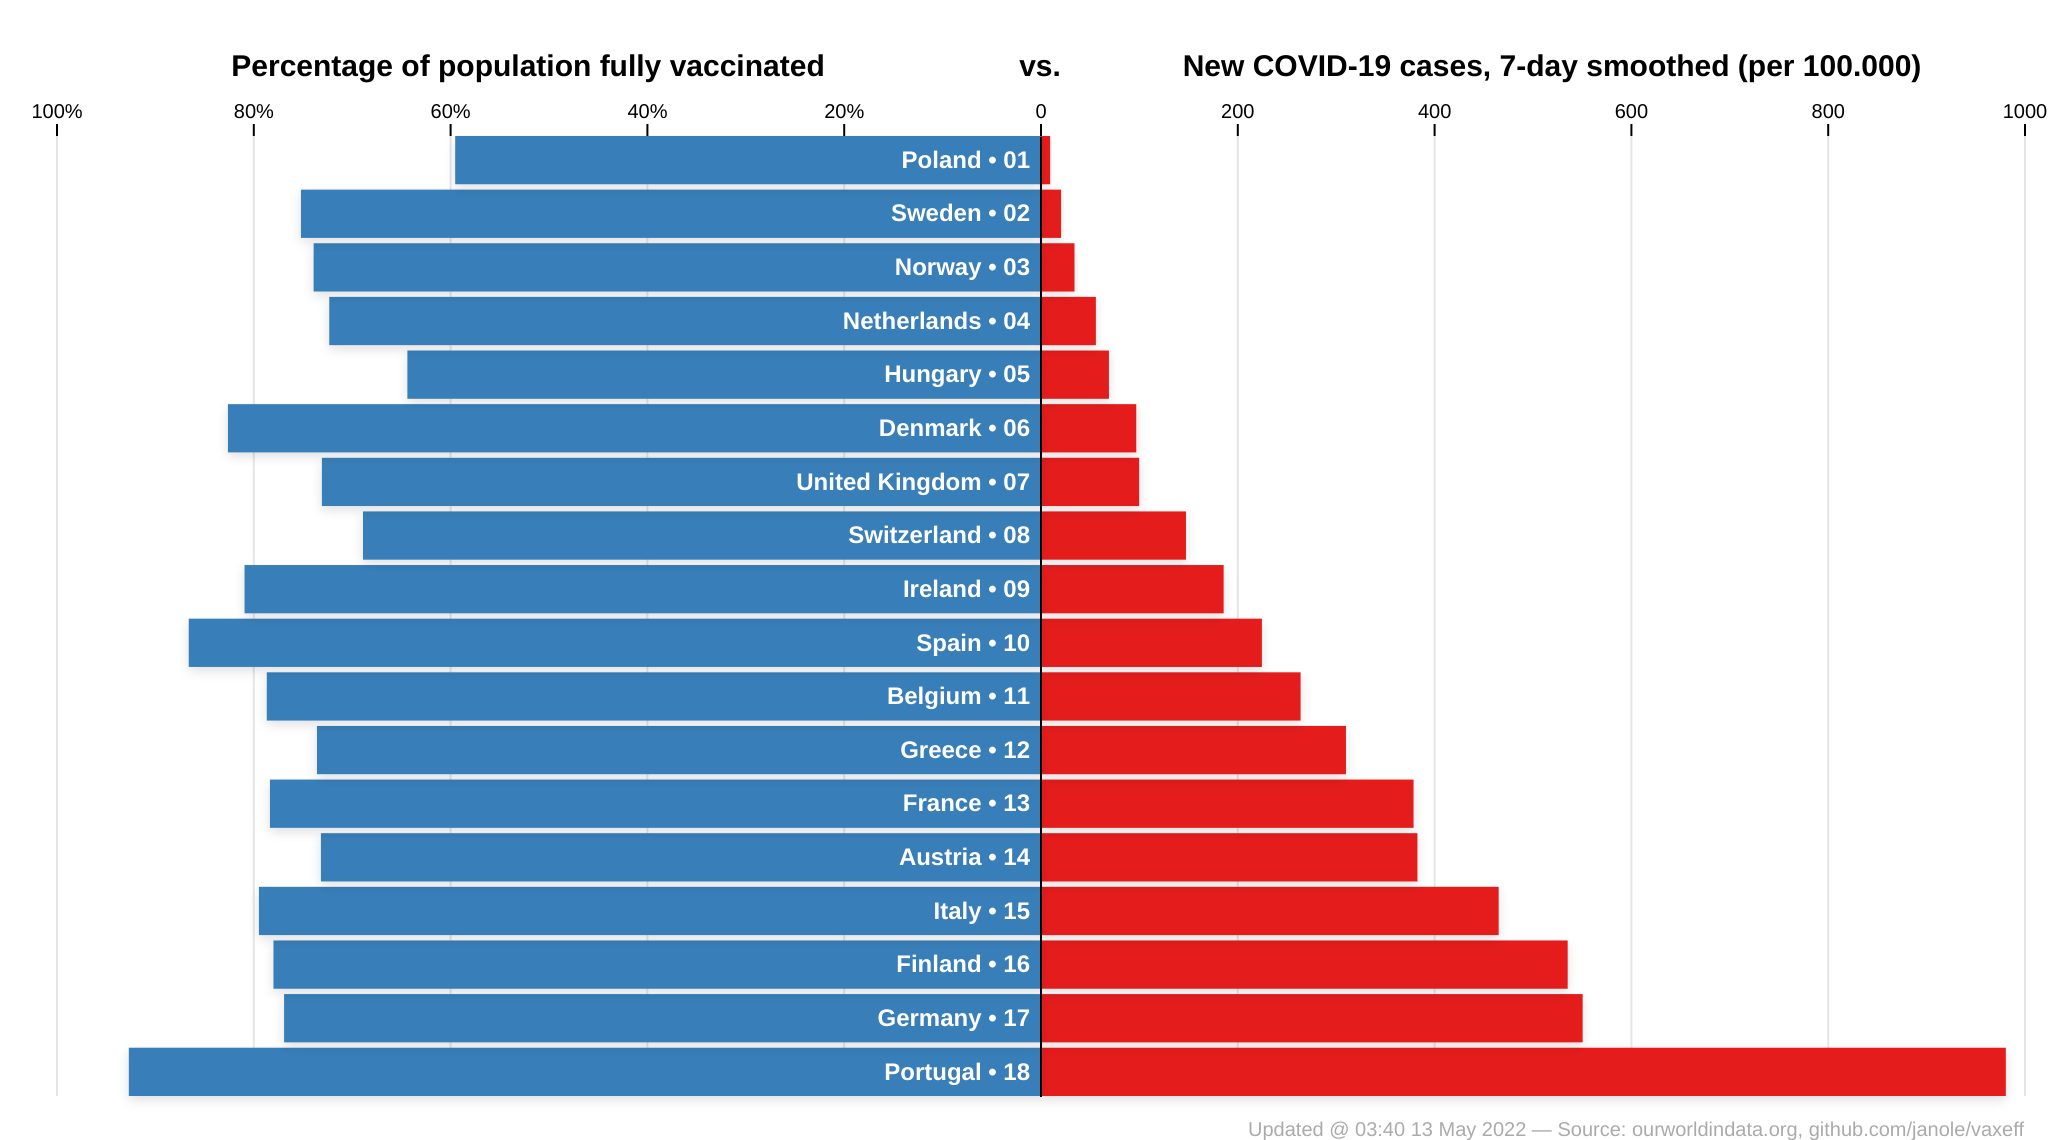 Percentage of population fully vaccinated vs. New COVID-19 cases, 7-day smoothed (per 100.000)
100% 80% 60% 40% 20% 0 200 400 600 800 1000
Poland • 01
Sweden • 02
Norway • 03
Netherlands • 04
Hungary • 05
Denmark • 06
United Kingdom • 07
Switzerland • 08
Ireland • 09
Spain • 10
Belgium • 11
Greece • 12
France • 13
Austria • 14
Italy • 15
Finland • 16
Germany • 17
Portugal • 18
Updated @ 03:40 13 May 2022 — Source: ourworldindata.org, github.com/janole/vaxeff